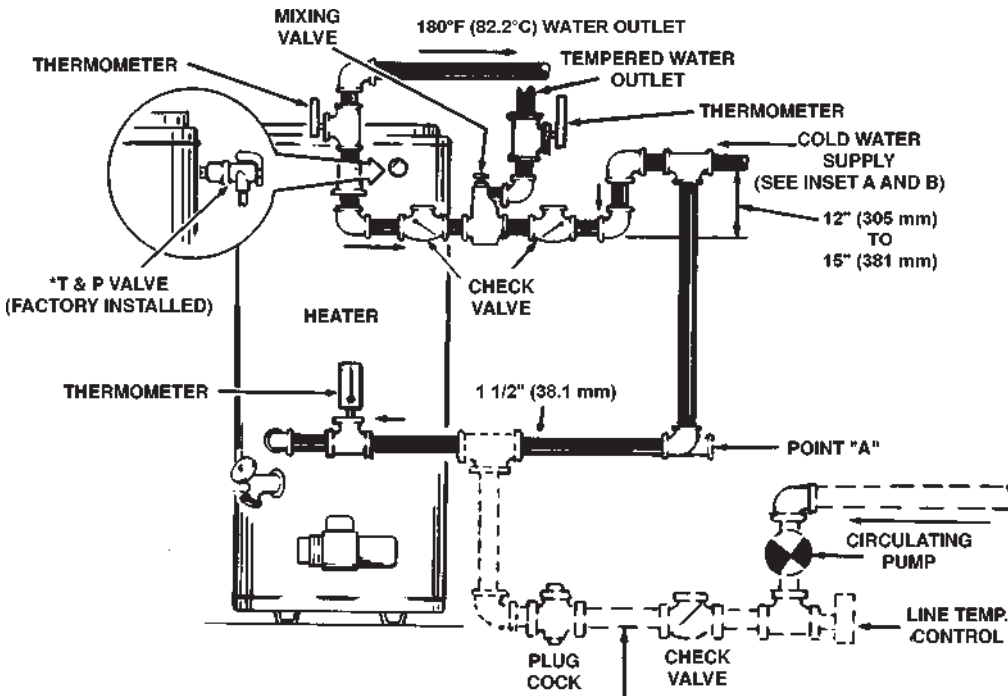 MIXING
VALVE
180°F (82.2°C) WATER OUTLET
THERMOMETER
TEMPERED WATER
OUTLET
THERMOMETER
COLD WATER
SUPPLY
(SEE INSET A AND B)
12" (305 mm)
TO
15" (381 mm)
*T & P VALVE
(FACTORY INSTALLED)
CHECK
VALVE
HEATER
THERMOMETER
1 1/2" (38.1 mm)
POINT "A"
CIRCULATING
PUMP
LINE TEMP.
CONTROL
PLUG
COCK
CHECK
VALVE